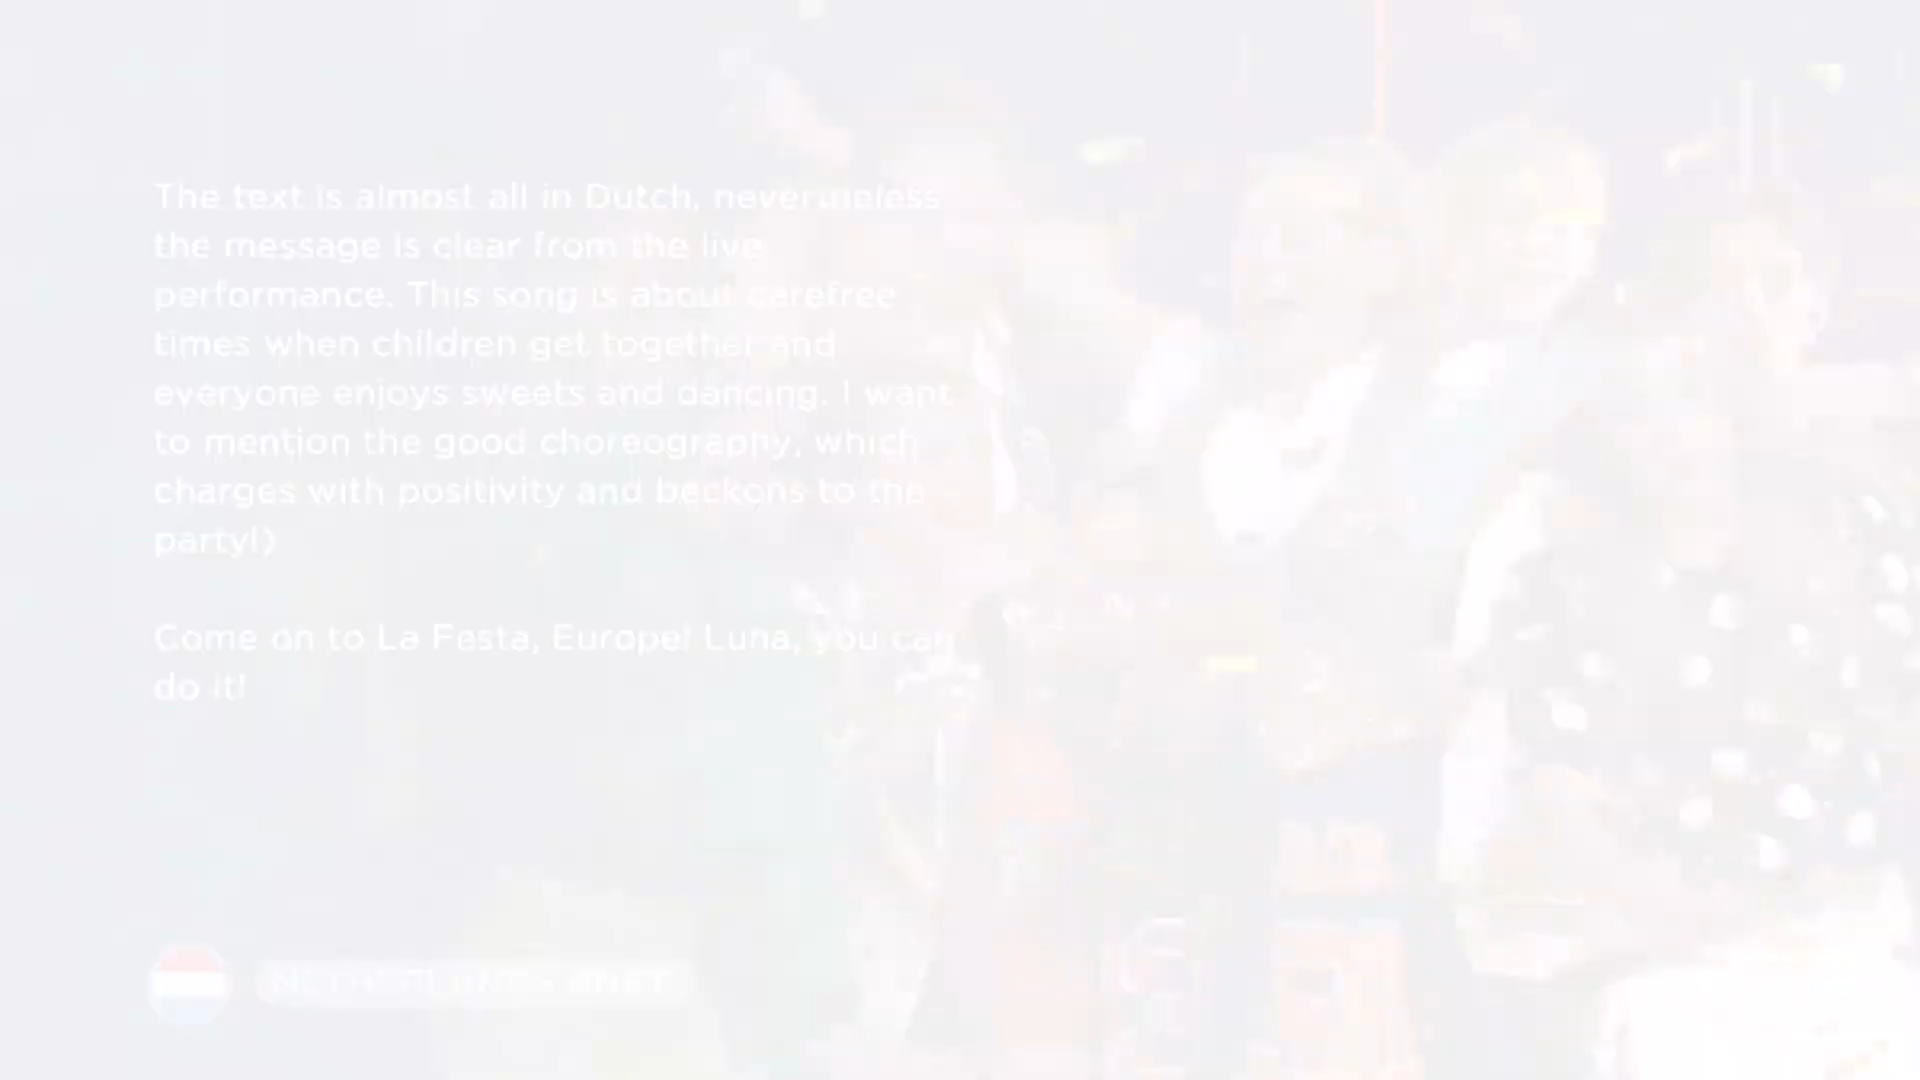 The text is almost all in Dutch, nevertheless
the message is clear from the live
performance. This song is about carefree
times when children get together and
everyone enjoys sweets and dancing. I want
to mention the good choreography, which
charges with positivity and beckons to the
party!)
Come on to La Festa, Europe! Luna, you can
do it!